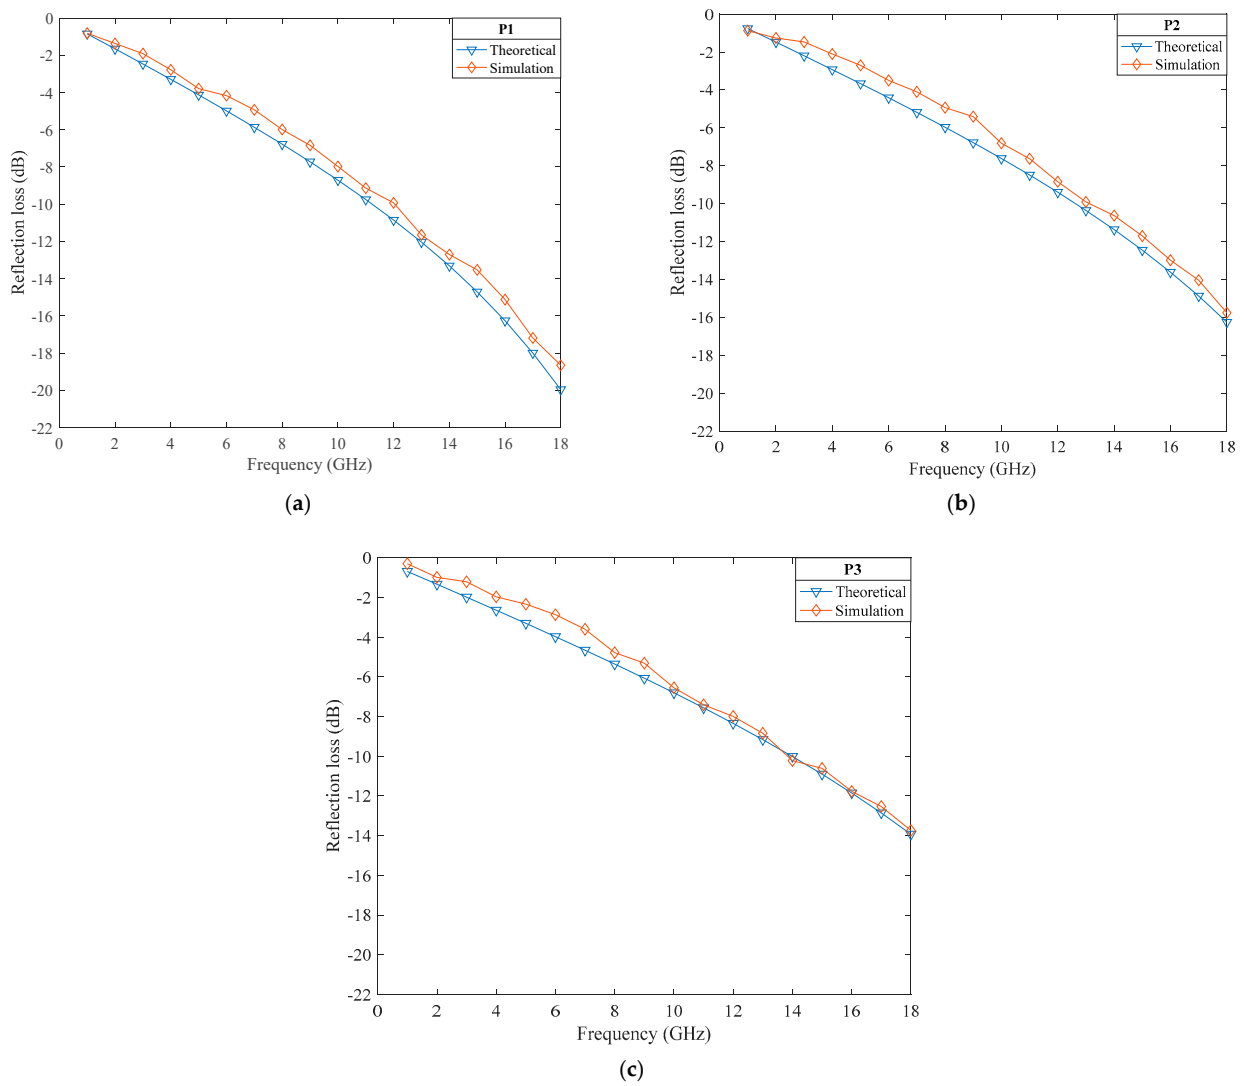 P1
Theoretical
Simulation
0
-2
-4
-6
-8
-10
-12
-14
-16
-18
-20
-22
Reflection loss (dB)
0 2 4 6 8 10 12 14 16 18
Frequency (GHz)
(a)
P2
Theoretical
Simulation
0
-2
-4
-6
-8
-10
-12
-14
-16
-18
-20
-22
Reflection loss (dB)
0 2 4 6 8 10 12 14 16 18
Frequency (GHz)
(b)
P3
Theoretical
Simulation
0
-2
-4
-6
-8
-10
-12
-14
-16
-18
-20
-22
Reflection loss (dB)
0 2 4 6 8 10 12 14 16 18
Frequency (GHz)
(c)